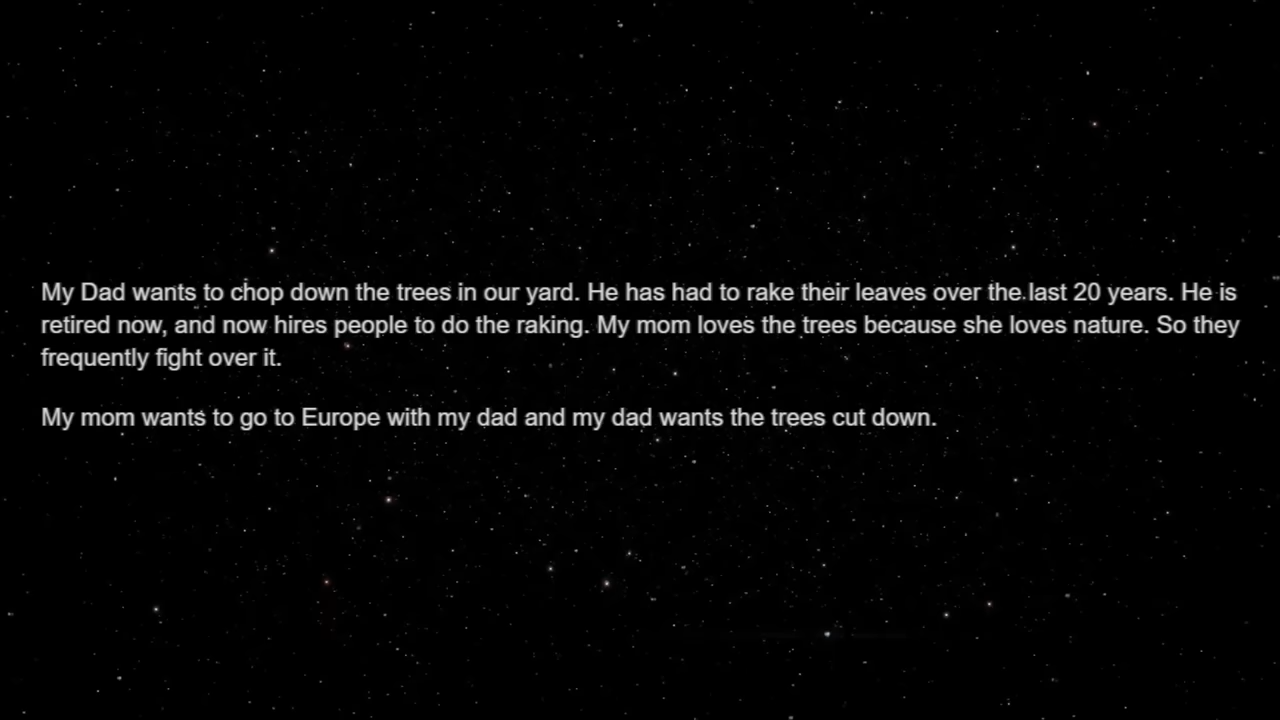 My Dad wants to chop down the trees in our yard. He has had to rake their leaves over the last 20 years. He is
retired now, and now hires people to do the raking. My mom loves the trees because she loves nature. So they
frequently fight over it.
My mom wants to go to Europe with my dad and my dad wants the trees cut down.